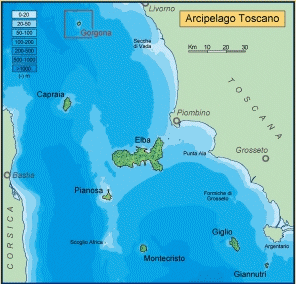 Livorno
Arcipelago Toscano
0-20
20-50
50-100
100-200
200-500
500-1000
>1000
(-) m
Gorgona
Secche
di Vada
Km 10 20 30
TOSCANA
Capraia
Piombino
Elba
Punta Ala
Grosseto
Bastia
Pianosa
Formiche di
Grosseto
CORSICA
Scoglio Africa
Giglio
Argentario
Montecristo
Giannutri